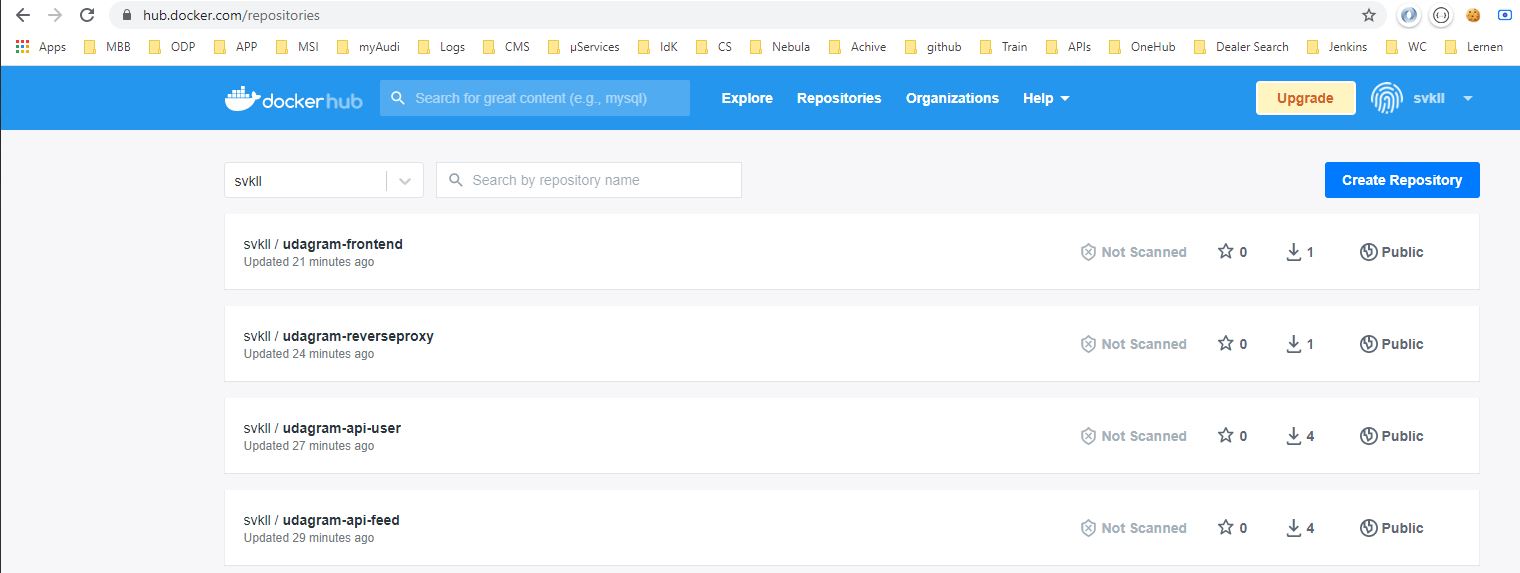 hub.docker.com/repositories
Apps MBB ODP APP MSI myAudi Logs CMS µServices IdK CS Nebula Achive github Train APIs OneHub Dealer Search Jenkins WC Lernen
docker hub Search for great content (e.g., mysql) Explore Repositories Organizations Help Upgrade svkll
svkll Search by repository name Create Repository
svkll / udagram-frontend
Updated 21 minutes ago
Not Scanned 0 1 Public
svkll / udagram-reverseproxy
Updated 24 minutes ago
Not Scanned 0 1 Public
svkll / udagram-api-user
Updated 27 minutes ago
Not Scanned 0 4 Public
svkll / udagram-api-feed
Updated 29 minutes ago
Not Scanned 0 4 Public